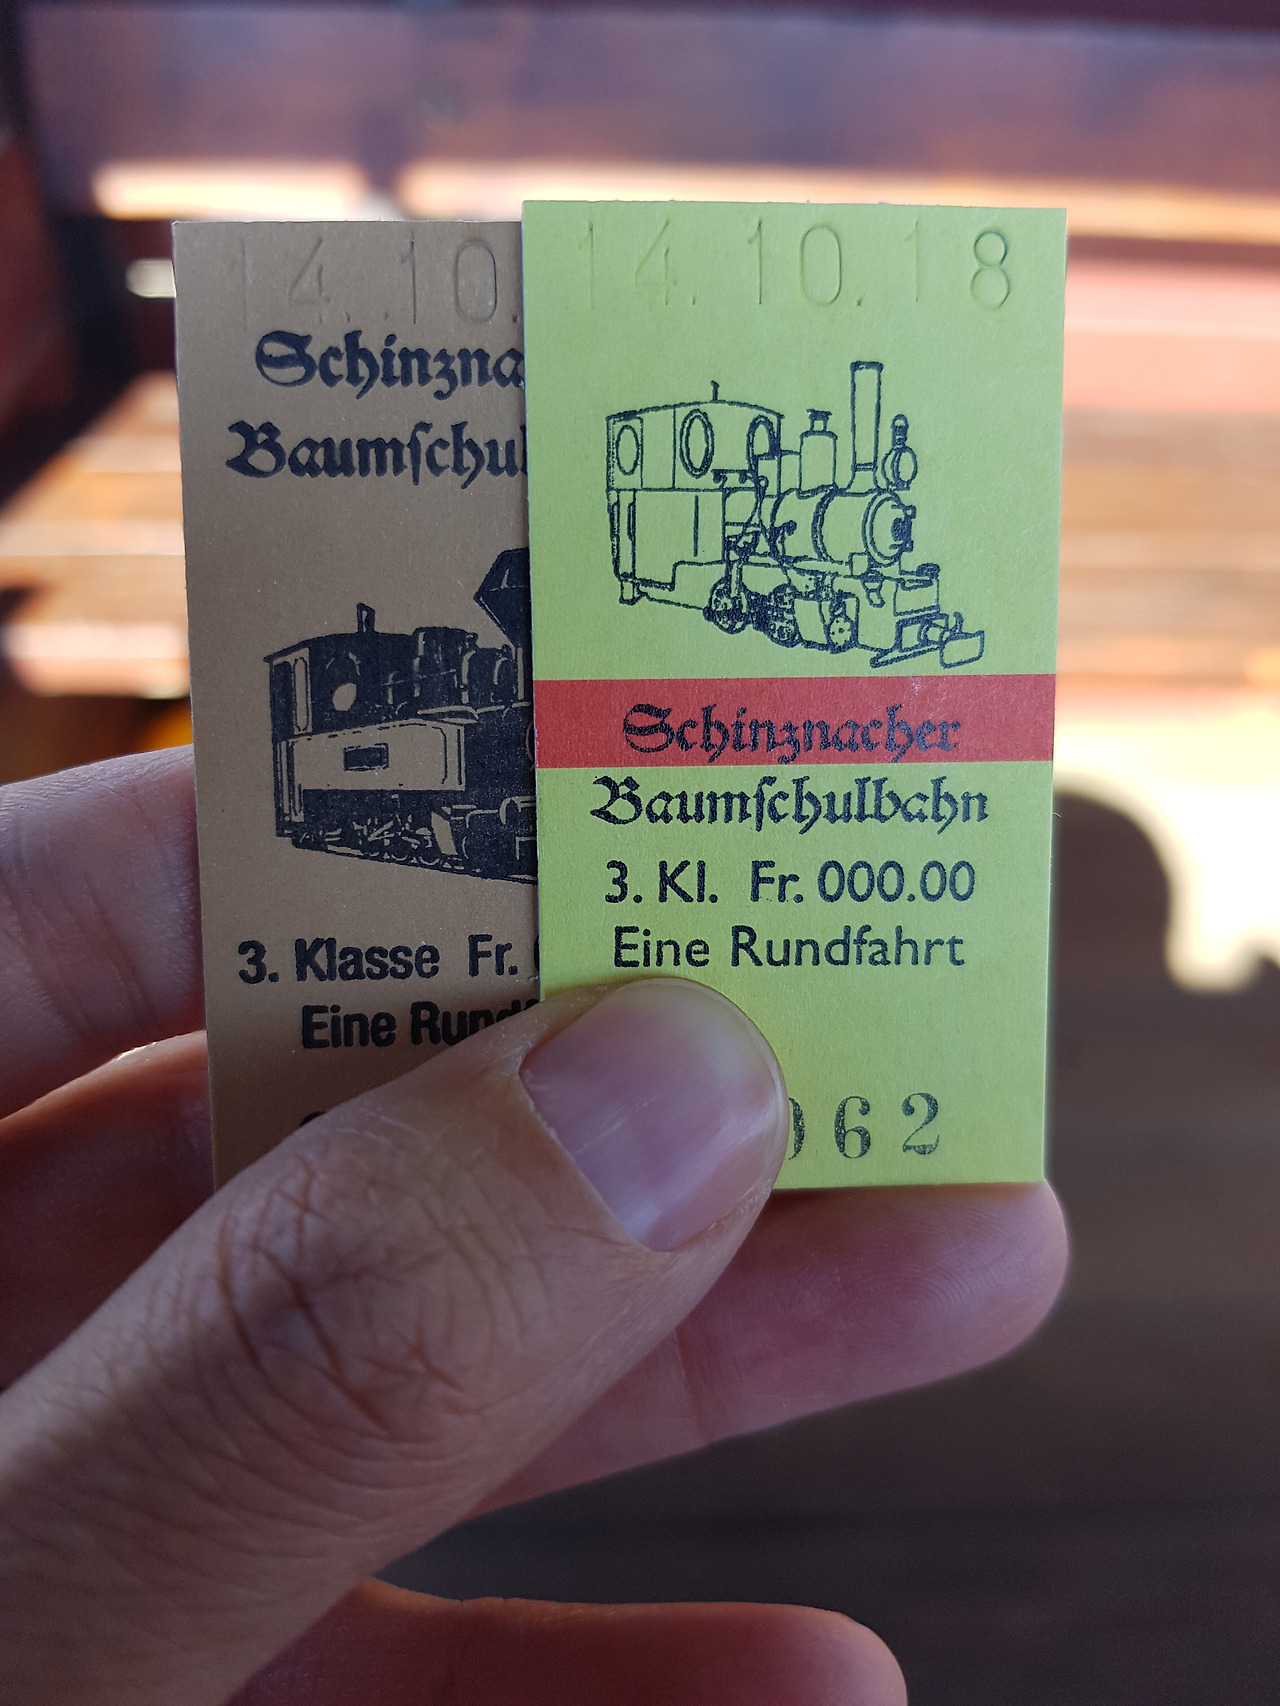 14.10.
Schinzna
Baumſchul
3. Klasse Fr.
Eine Rundf
14.10.18
Schinznacher
Baumſchulbahn
3. Kl. Fr. 000.00
Eine Rundfahrt
062